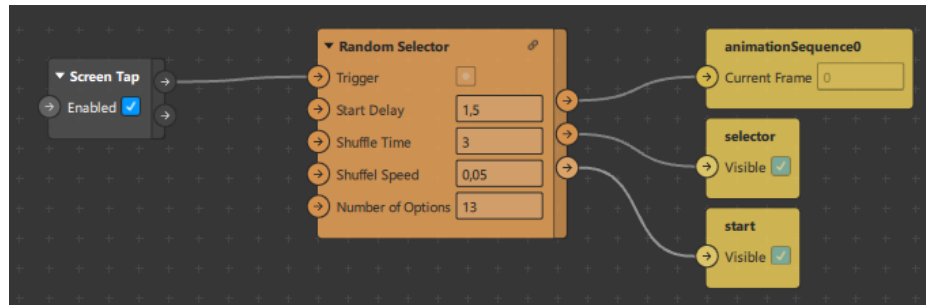 Screen Tap
Enabled
Random Selector
Trigger
Start Delay 1,5
Shuffle Time 3
Shuffel Speed 0,05
Number of Options 13
animationSequence0
Current Frame 0
selector
Visible
start
Visible